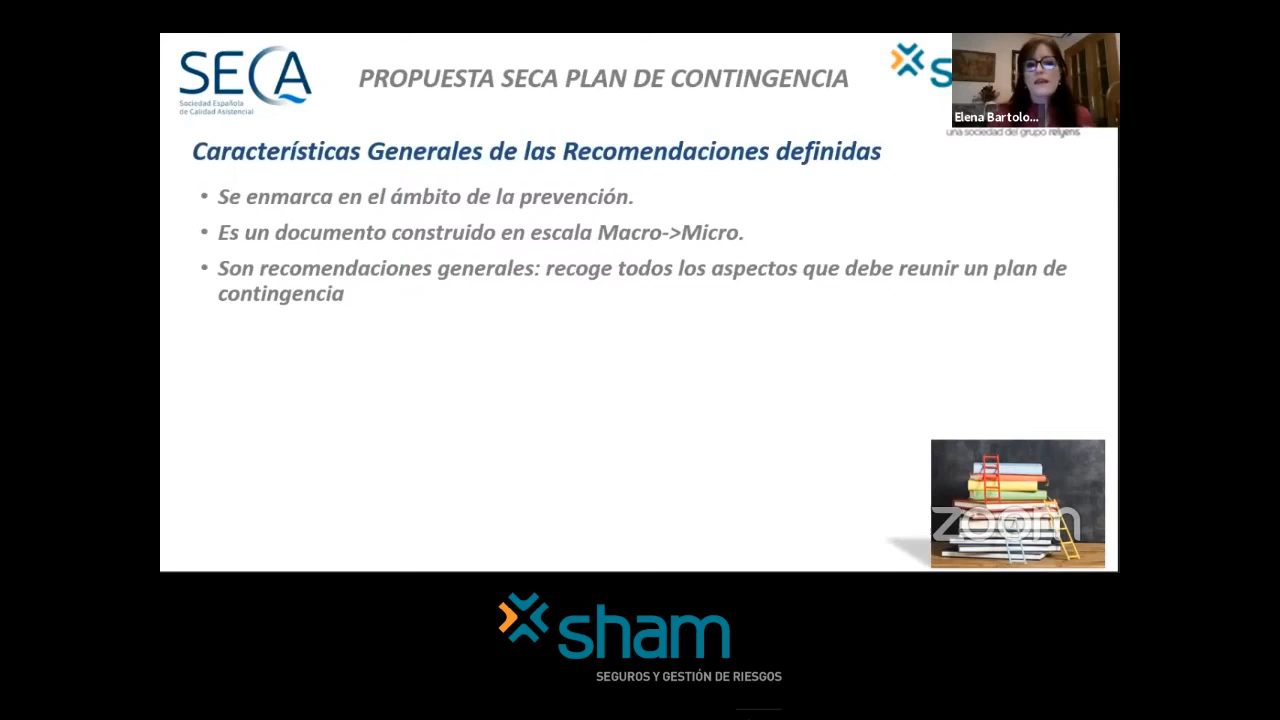 SECA
Sociedad Española
de Calidad Asistencial
PROPUESTA SECA PLAN DE CONTINGENCIA
s
Elena Bartolo...
una sociedad del grupo relyens
Características Generales de las Recomendaciones definidas
• Se enmarca en el ámbito de la prevención.
• Es un documento construido en escala Macro->Micro.
• Son recomendaciones generales: recoge todos los aspectos que debe reunir un plan de
contingencia
zoom
sham
SEGUROS Y GESTIÓN DE RIESGOS